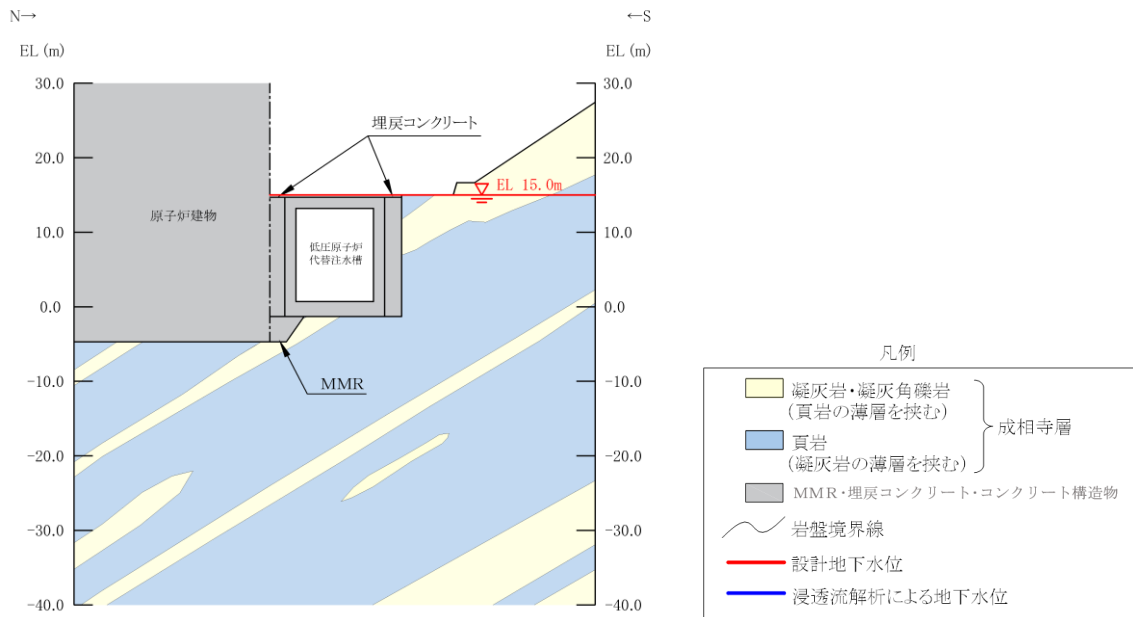 N→
←S
EL (m)
EL (m)
30.0
30.0
埋戻コンクリート
20.0
20.0
EL 15.0m
原子炉建物
10.0
10.0
低圧原子炉
代替注水槽
0.0
0.0
-10.0
-10.0
MMR
-20.0
-20.0
-30.0
-30.0
-40.0
-40.0
凡例
凝灰岩・凝灰角礫岩
(頁岩の薄層を挟む)
成相寺層
頁岩
(凝灰岩の薄層を挟む)
MMR・埋戻コンクリート・コンクリート構造物
岩盤境界線
設計地下水位
浸透流解析による地下水位